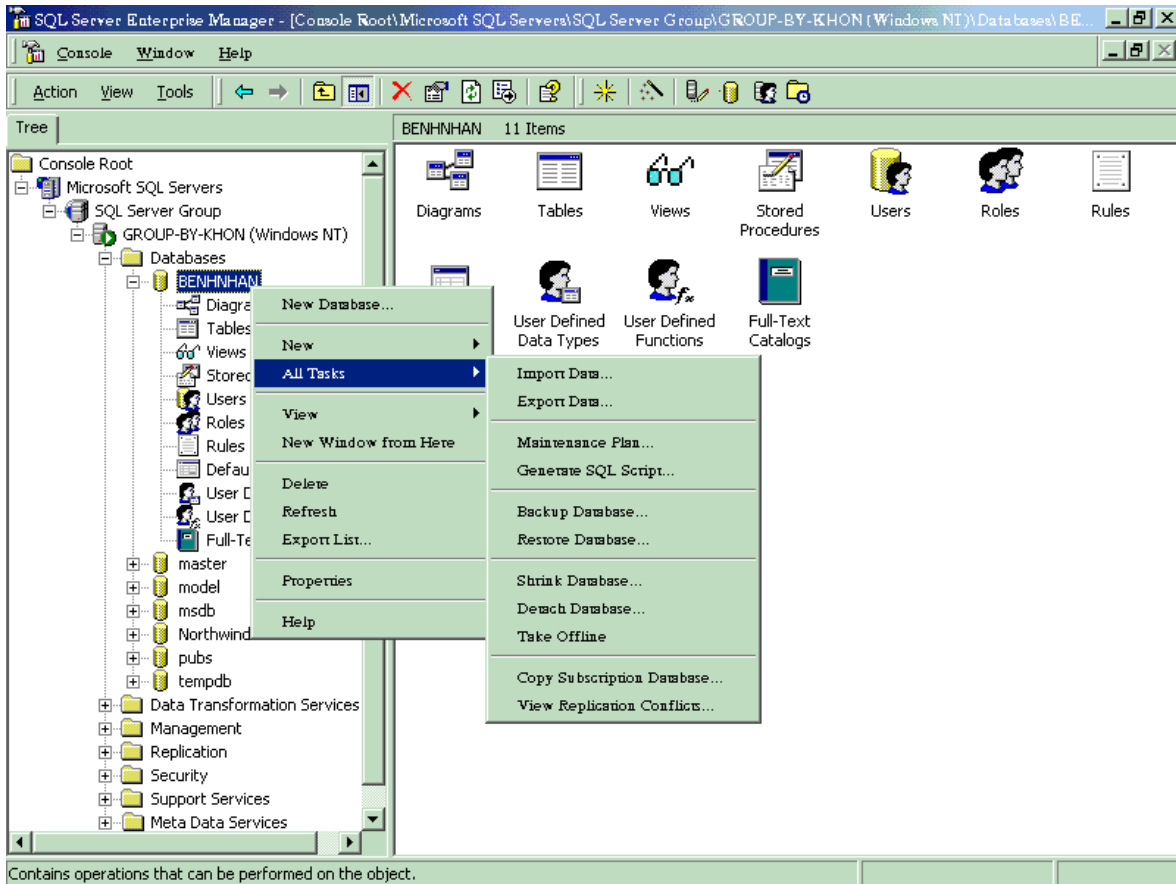 SQL Server Enterprise Manager - [Console Root\Microsoft SQL Servers\SQL Server Group\GROUP-BY-KHON (Windows NT)\Databases\BE...
Console Window Help
Action View Tools
Tree
BENHNHAN 11 Items
Console Root
Microsoft SQL Servers
SQL Server Group
GROUP-BY-KHON (Windows NT)
Databases
BENHNHAN
Diagra
Tables
Views
Stored
Users
Roles
Rules
Defau
User D
User D
Full-Te
master
model
msdb
Northwind
pubs
tempdb
Data Transformation Services
Management
Replication
Security
Support Services
Meta Data Services
Diagrams
Tables
Views
Stored
Procedures
Users
Roles
Rules
User Defined
Data Types
User Defined
Functions
Full-Text
Catalogs
New Database...
New
All Tasks
View
New Window from Here
Delete
Refresh
Export List...
Properties
Help
Import Data...
Export Data...
Maintenance Plan...
Generate SQL Script...
Backup Database...
Restore Database...
Shrink Database...
Detach Database...
Take Offline
Copy Subscription Database...
View Replication Conflicts...
Contains operations that can be performed on the object.